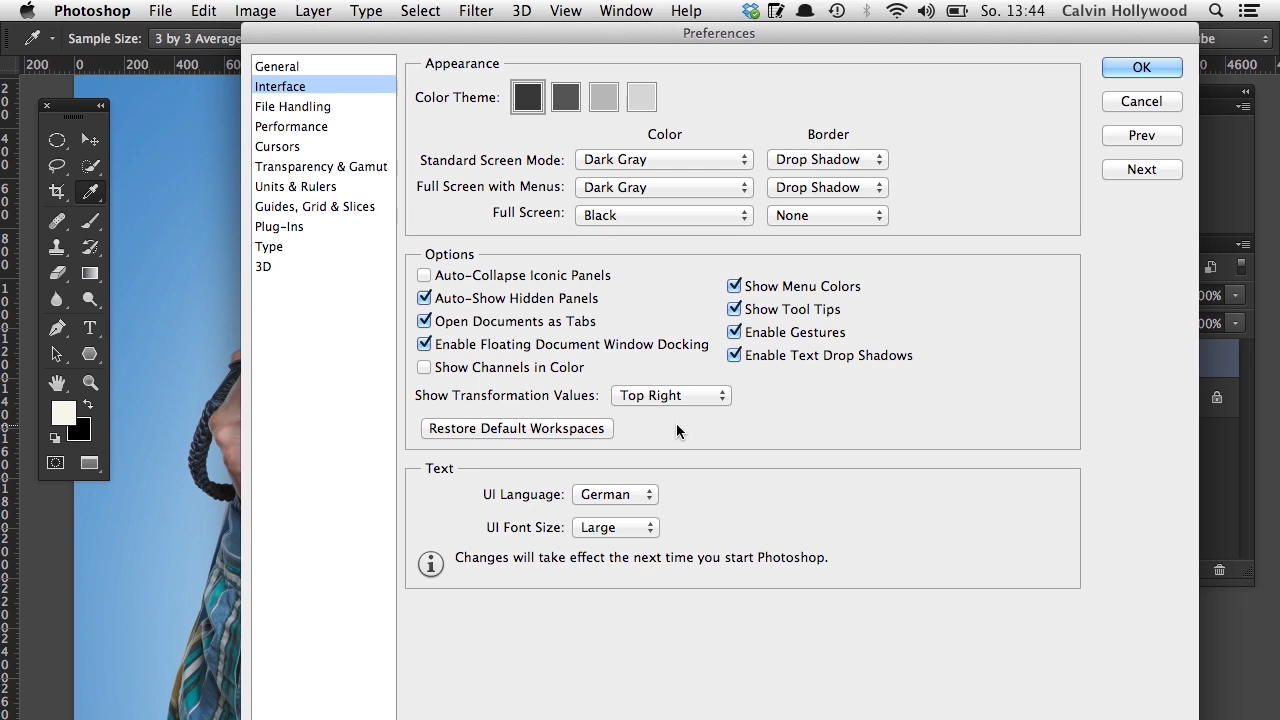 Photoshop File Edit Image Layer Type Select Filter 3D View Window Help So. 13:44 Calvin Hollywood
Sample Size: 3 by 3 Average
Preferences
200 0 200 400 4600
General
Interface
File Handling
Performance
Cursors
Transparency & Gamut
Units & Rulers
Guides, Grid & Slices
Plug-Ins
Type
3D
Appearance
Color Theme:
Color Border
Standard Screen Mode: Dark Gray Drop Shadow
Full Screen with Menus: Dark Gray Drop Shadow
Full Screen: Black None
Options
Auto-Collapse Iconic Panels
Auto-Show Hidden Panels
Open Documents as Tabs
Enable Floating Document Window Docking
Show Channels in Color
Show Menu Colors
Show Tool Tips
Enable Gestures
Enable Text Drop Shadows
Show Transformation Values: Top Right
Restore Default Workspaces
Text
UI Language: German
UI Font Size: Large
Changes will take effect the next time you start Photoshop.
OK
Cancel
Prev
Next